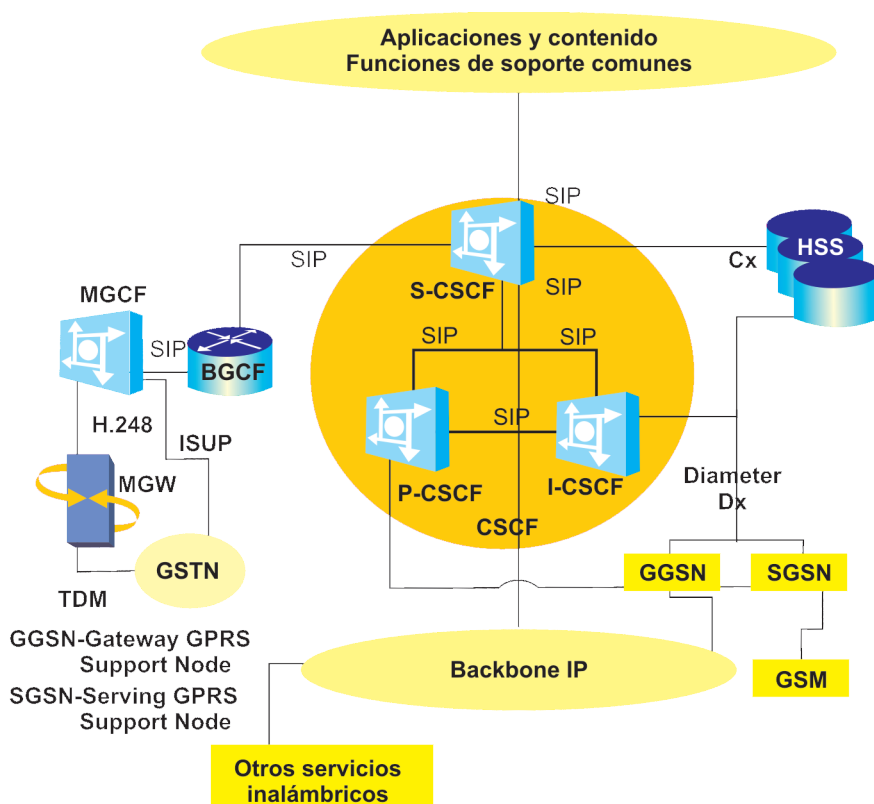 Aplicaciones y contenido
Funciones de soporte comunes
SIP
SIP
HSS
Cx
S-CSCF
SIP
MGCF
SIP
BGCF
SIP
SIP
H.248
ISUP
SIP
MGW
P-CSCF
I-CSCF
Diameter
Dx
CSCF
GSTN
GGSN
SGSN
TDM
GGSN-Gateway GPRS
Support Node
SGSN-Serving GPRS
Support Node
Backbone IP
GSM
Otros servicios
inalámbricos